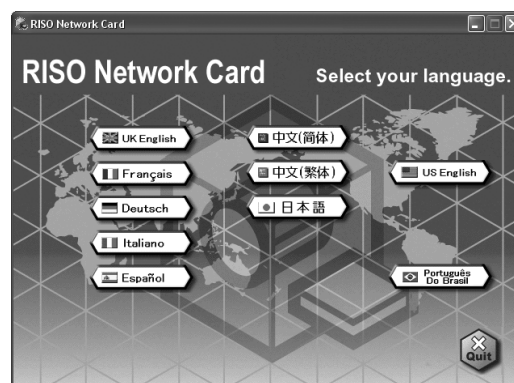 RISO Network Card
RISO Network Card
Select your language.
UK English
Français
Deutsch
Italiano
Español
中文(简体)
中文(繁体)
日本語
US English
Português
Do Brasil
Quit